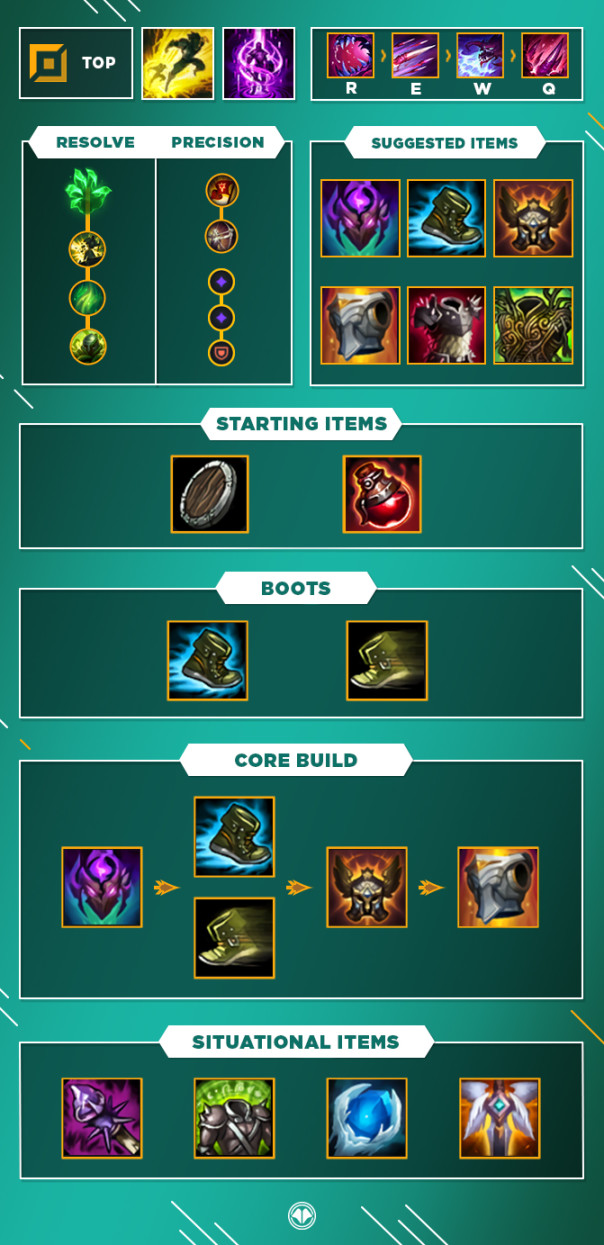 TOP
R E W Q
RESOLVE
PRECISION
SUGGESTED ITEMS
STARTING ITEMS
BOOTS
CORE BUILD
SITUATIONAL ITEMS